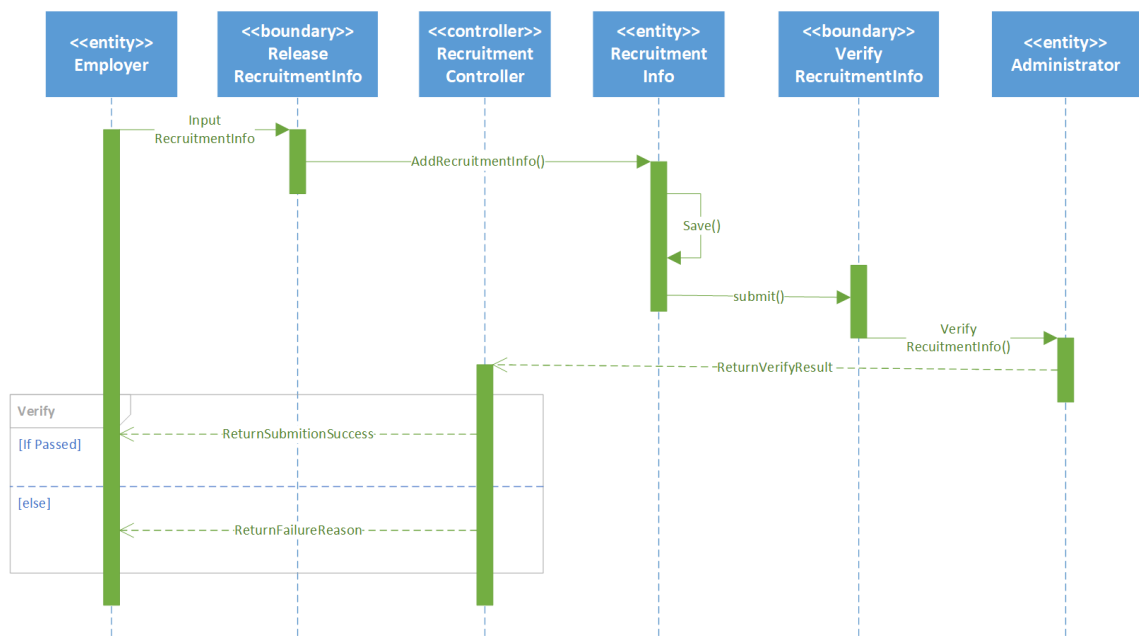 <<entity>>
Employer
<<boundary>>
Release
RecruitmentInfo
<<controller>>
Recruitment
Controller
<<entity>>
Recruitment
Info
<<boundary>>
Verify
RecruitmentInfo
<<entity>>
Administrator
Input
RecruitmentInfo
AddRecruitmentInfo()
Save()
submit()
Verify
RecuitmentInfo()
ReturnVerifyResult
Verify
ReturnSubmitionSuccess
[If Passed]
[else]
ReturnFailureReason